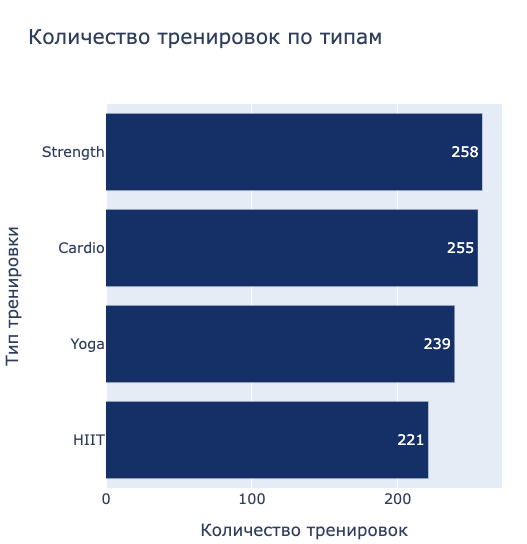 Количество тренировок по типам
Тип тренировки
Strength 258
Cardio 255
Yoga 239
HIIT 221
0 100 200
Количество тренировок